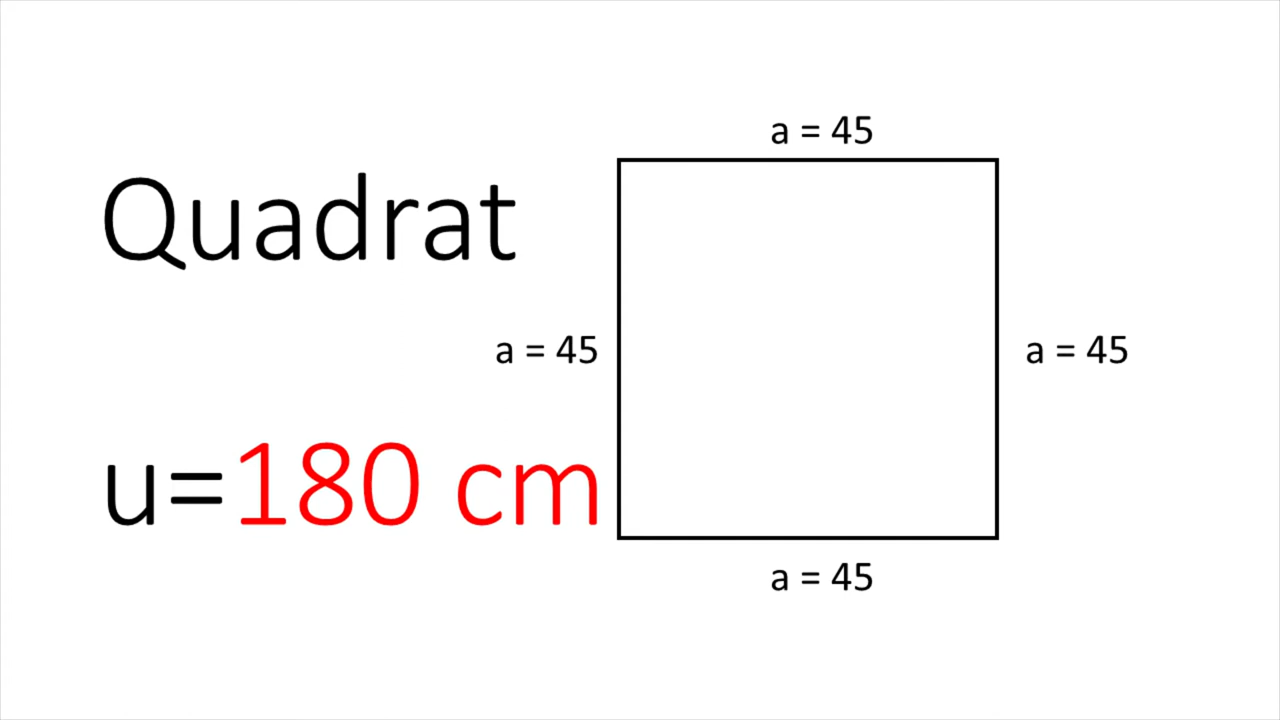 a = 45
Quadrat
a = 45
a = 45
u=180 cm
a = 45